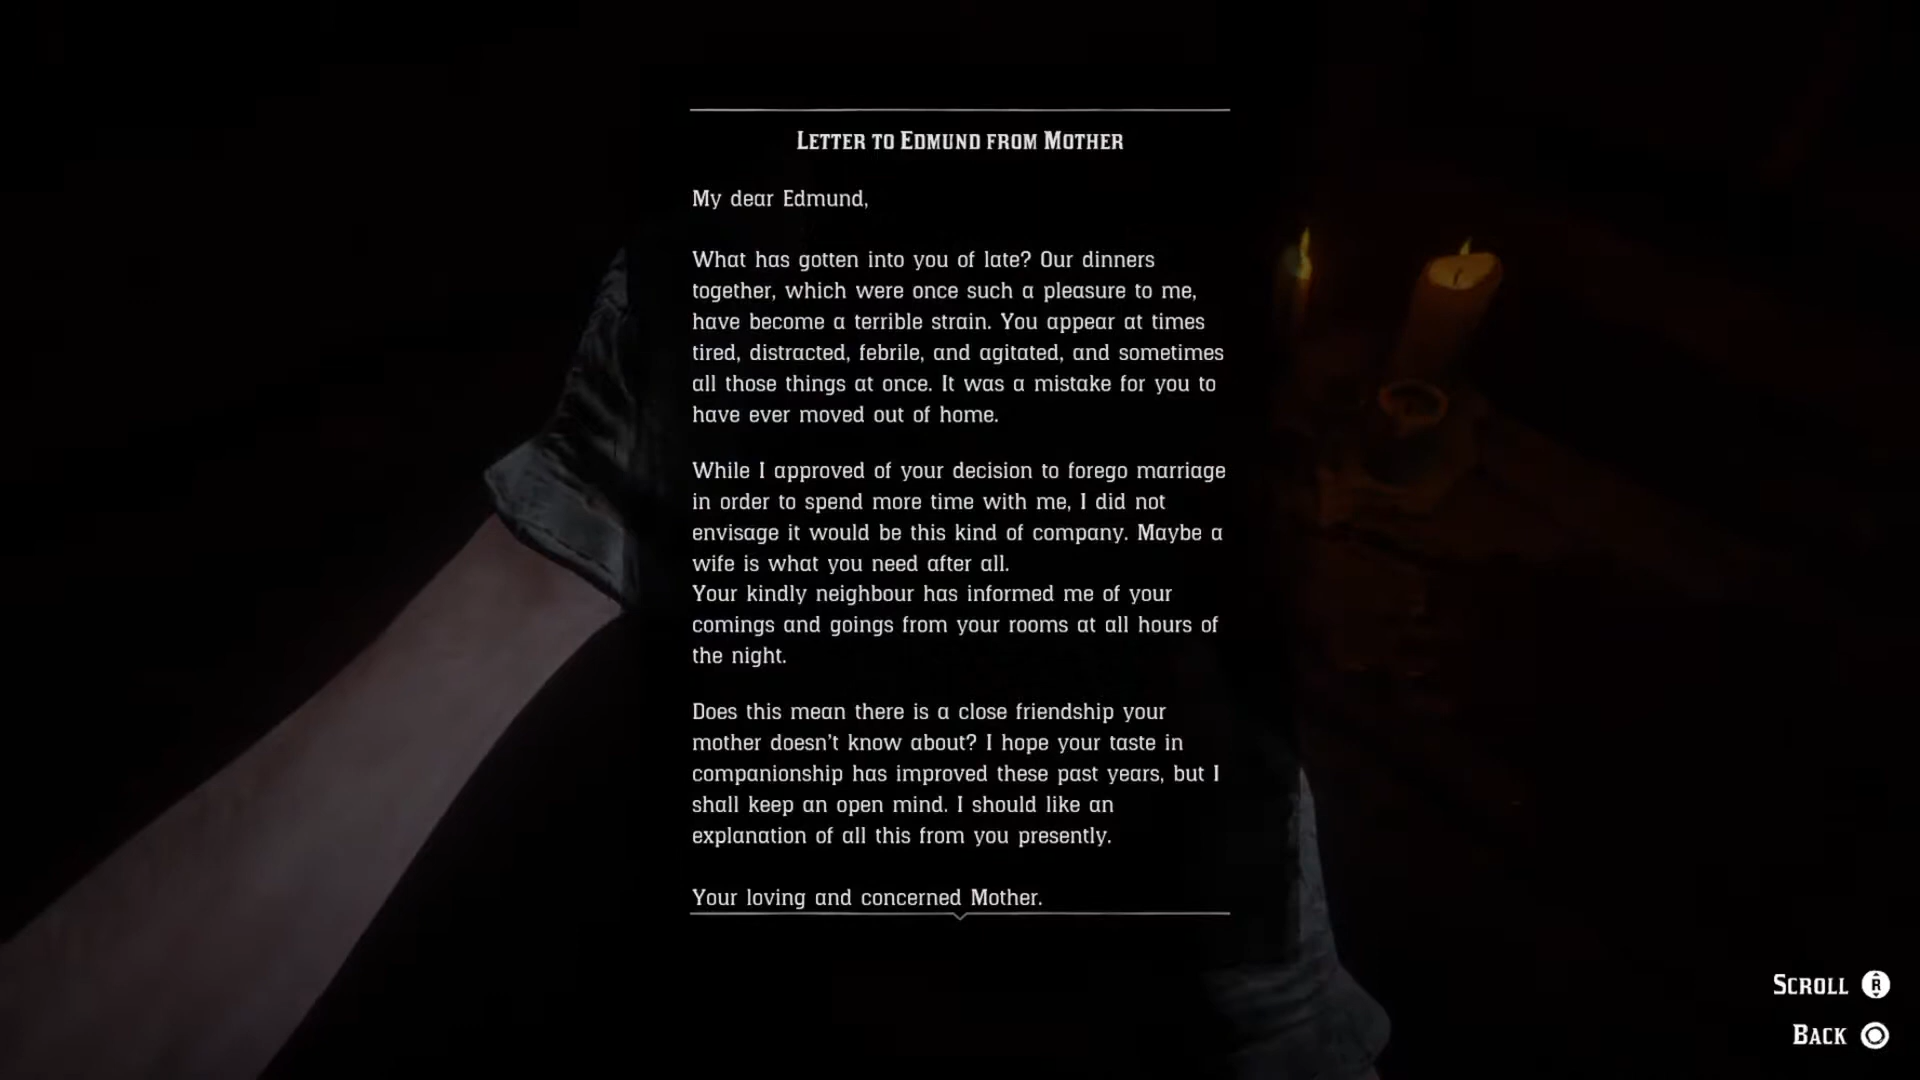 Letter to Edmund from Mother
My dear Edmund,
What has gotten into you of late? Our dinners
together, which were once such a pleasure to me,
have become a terrible strain. You appear at times
tired, distracted, febrile, and agitated, and sometimes
all those things at once. It was a mistake for you to
have ever moved out of home.
While I approved of your decision to forego marriage
in order to spend more time with me, I did not
envisage it would be this kind of company. Maybe a
wife is what you need after all.
Your kindly neighbour has informed me of your
comings and goings from your rooms at all hours of
the night.
Does this mean there is a close friendship your
mother doesn't know about? I hope your taste in
companionship has improved these past years, but I
shall keep an open mind. I should like an
explanation of all this from you presently.
Your loving and concerned Mother.
Scroll R
Back